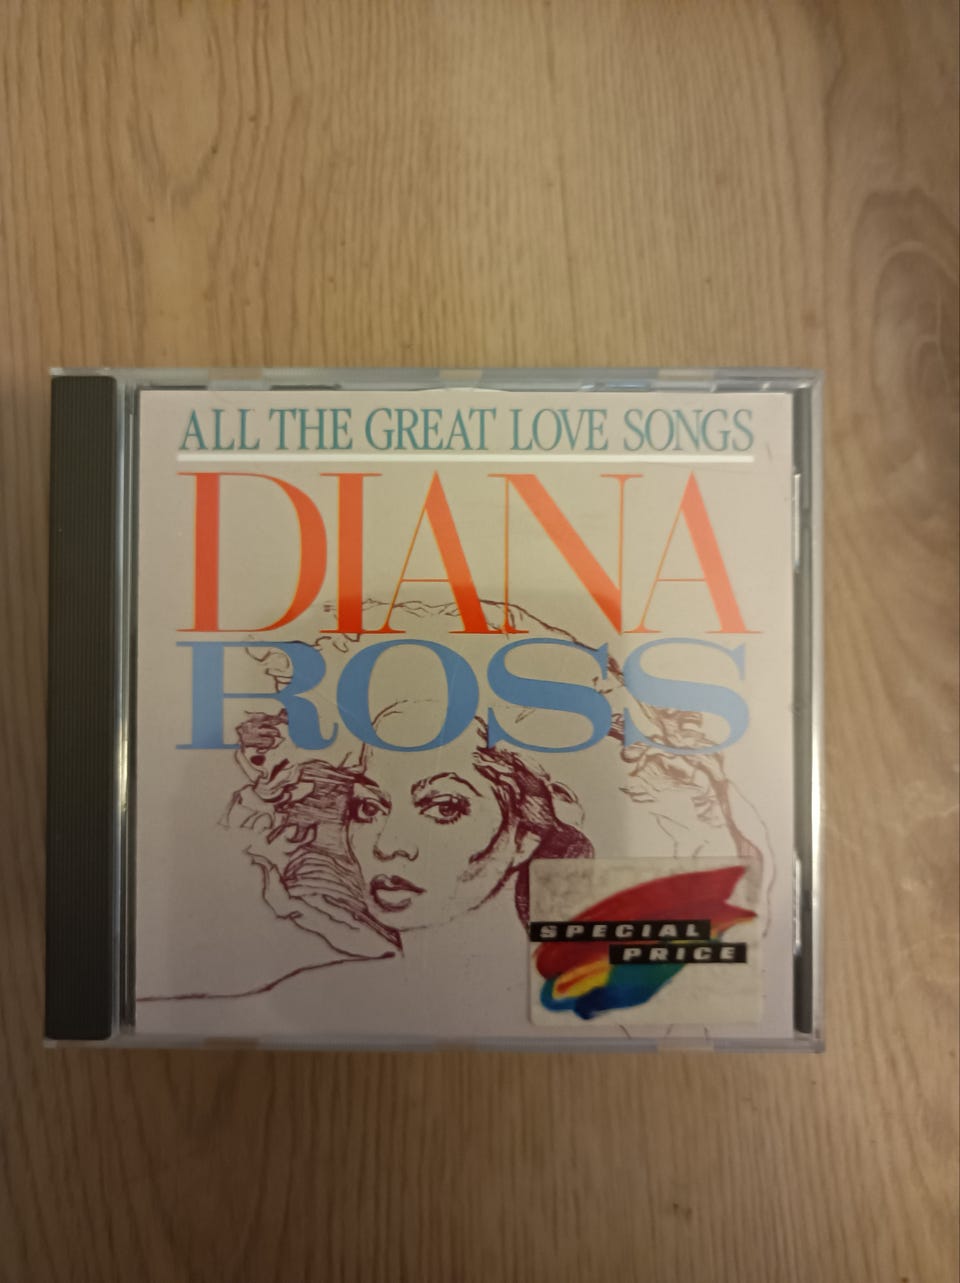 ALL THE GREAT LOVE SONGS
DIANA
ROSS
SPECIAL
PRICE